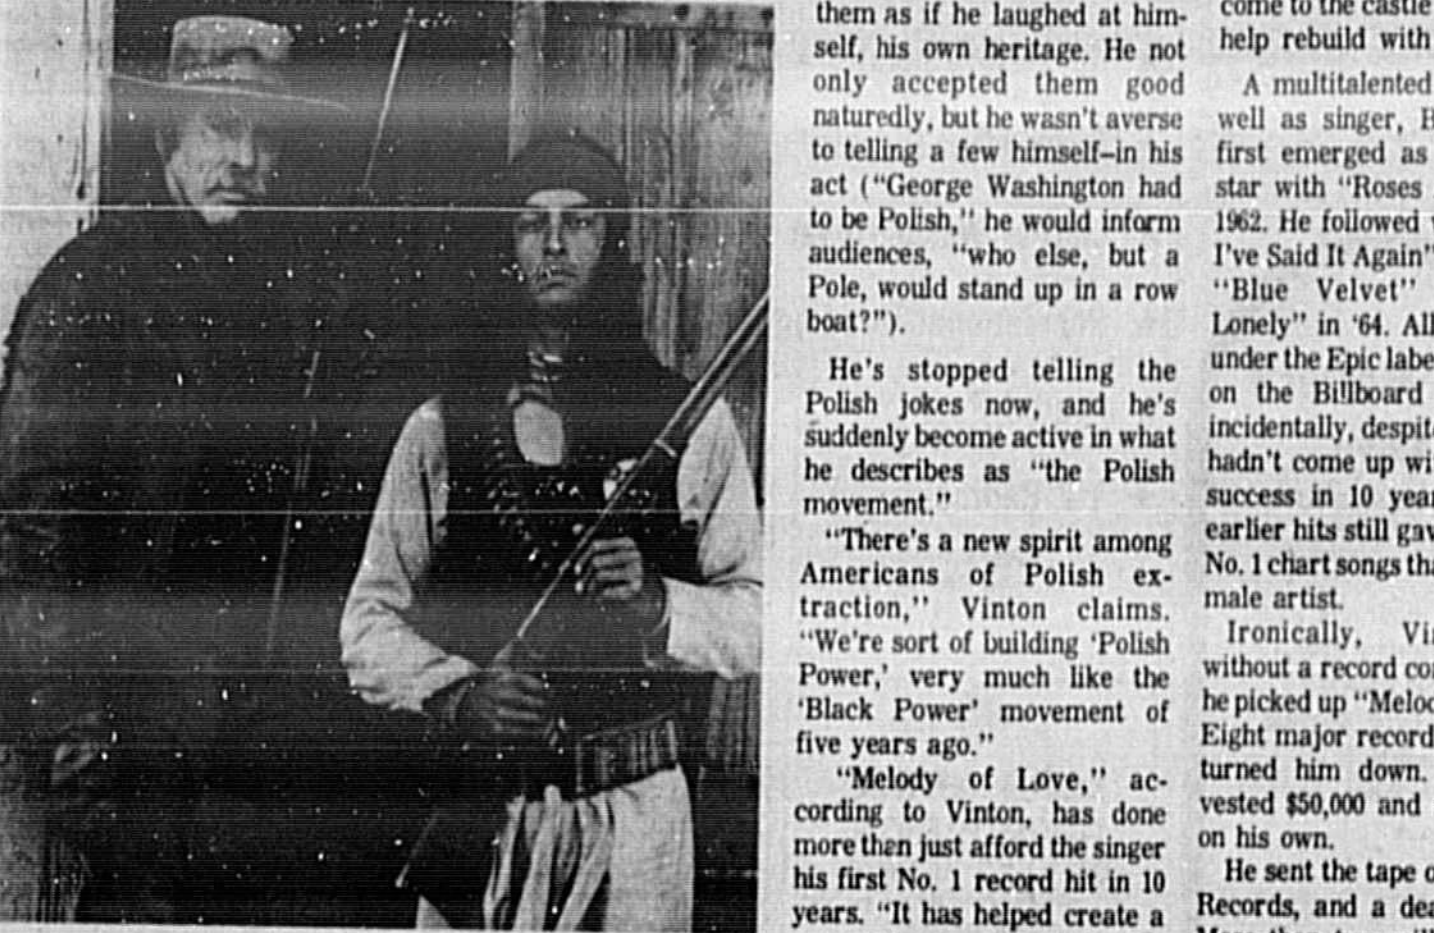 them as if he laughed at him-
self, his own heritage. He not
only accepted them good
naturedly, but he wasn't averse
to telling a few himself–in his
act (“George Washington had
to be Polish,” he would inform
audiences, “who else, but a
Pole, would stand up in a row
boat?”).
He's stopped telling the
Polish jokes now, and he's
suddenly become active in what
he describes as “the Polish
movement.”
“There's a new spirit among
Americans of Polish ex-
traction,” Vinton claims.
“We're sort of building ‘Polish
Power,’ very much like the
‘Black Power’ movement of
five years ago.”
“Melody of Love,” ac-
cording to Vinton, has done
more than just afford the singer
his first No. 1 record hit in 10
years. “It has helped create a
come to the castle
help rebuild with
A multitalented
well as singer, B
first emerged as
star with “Roses
1962. He followed
I've Said It Again”
“Blue Velvet”
Lonely” in ‘64. All
under the Epic labe
on the Billboard
incidentally, despit
hadn't come up wi
success in 10 year
earlier hits still gav
No. 1 chart songs tha
male artist.
Ironically, Vi
without a record co
he picked up “Melod
Eight major record
turned him down.
vested $50,000 and
on his own.
He sent the tape
Records, and a dea